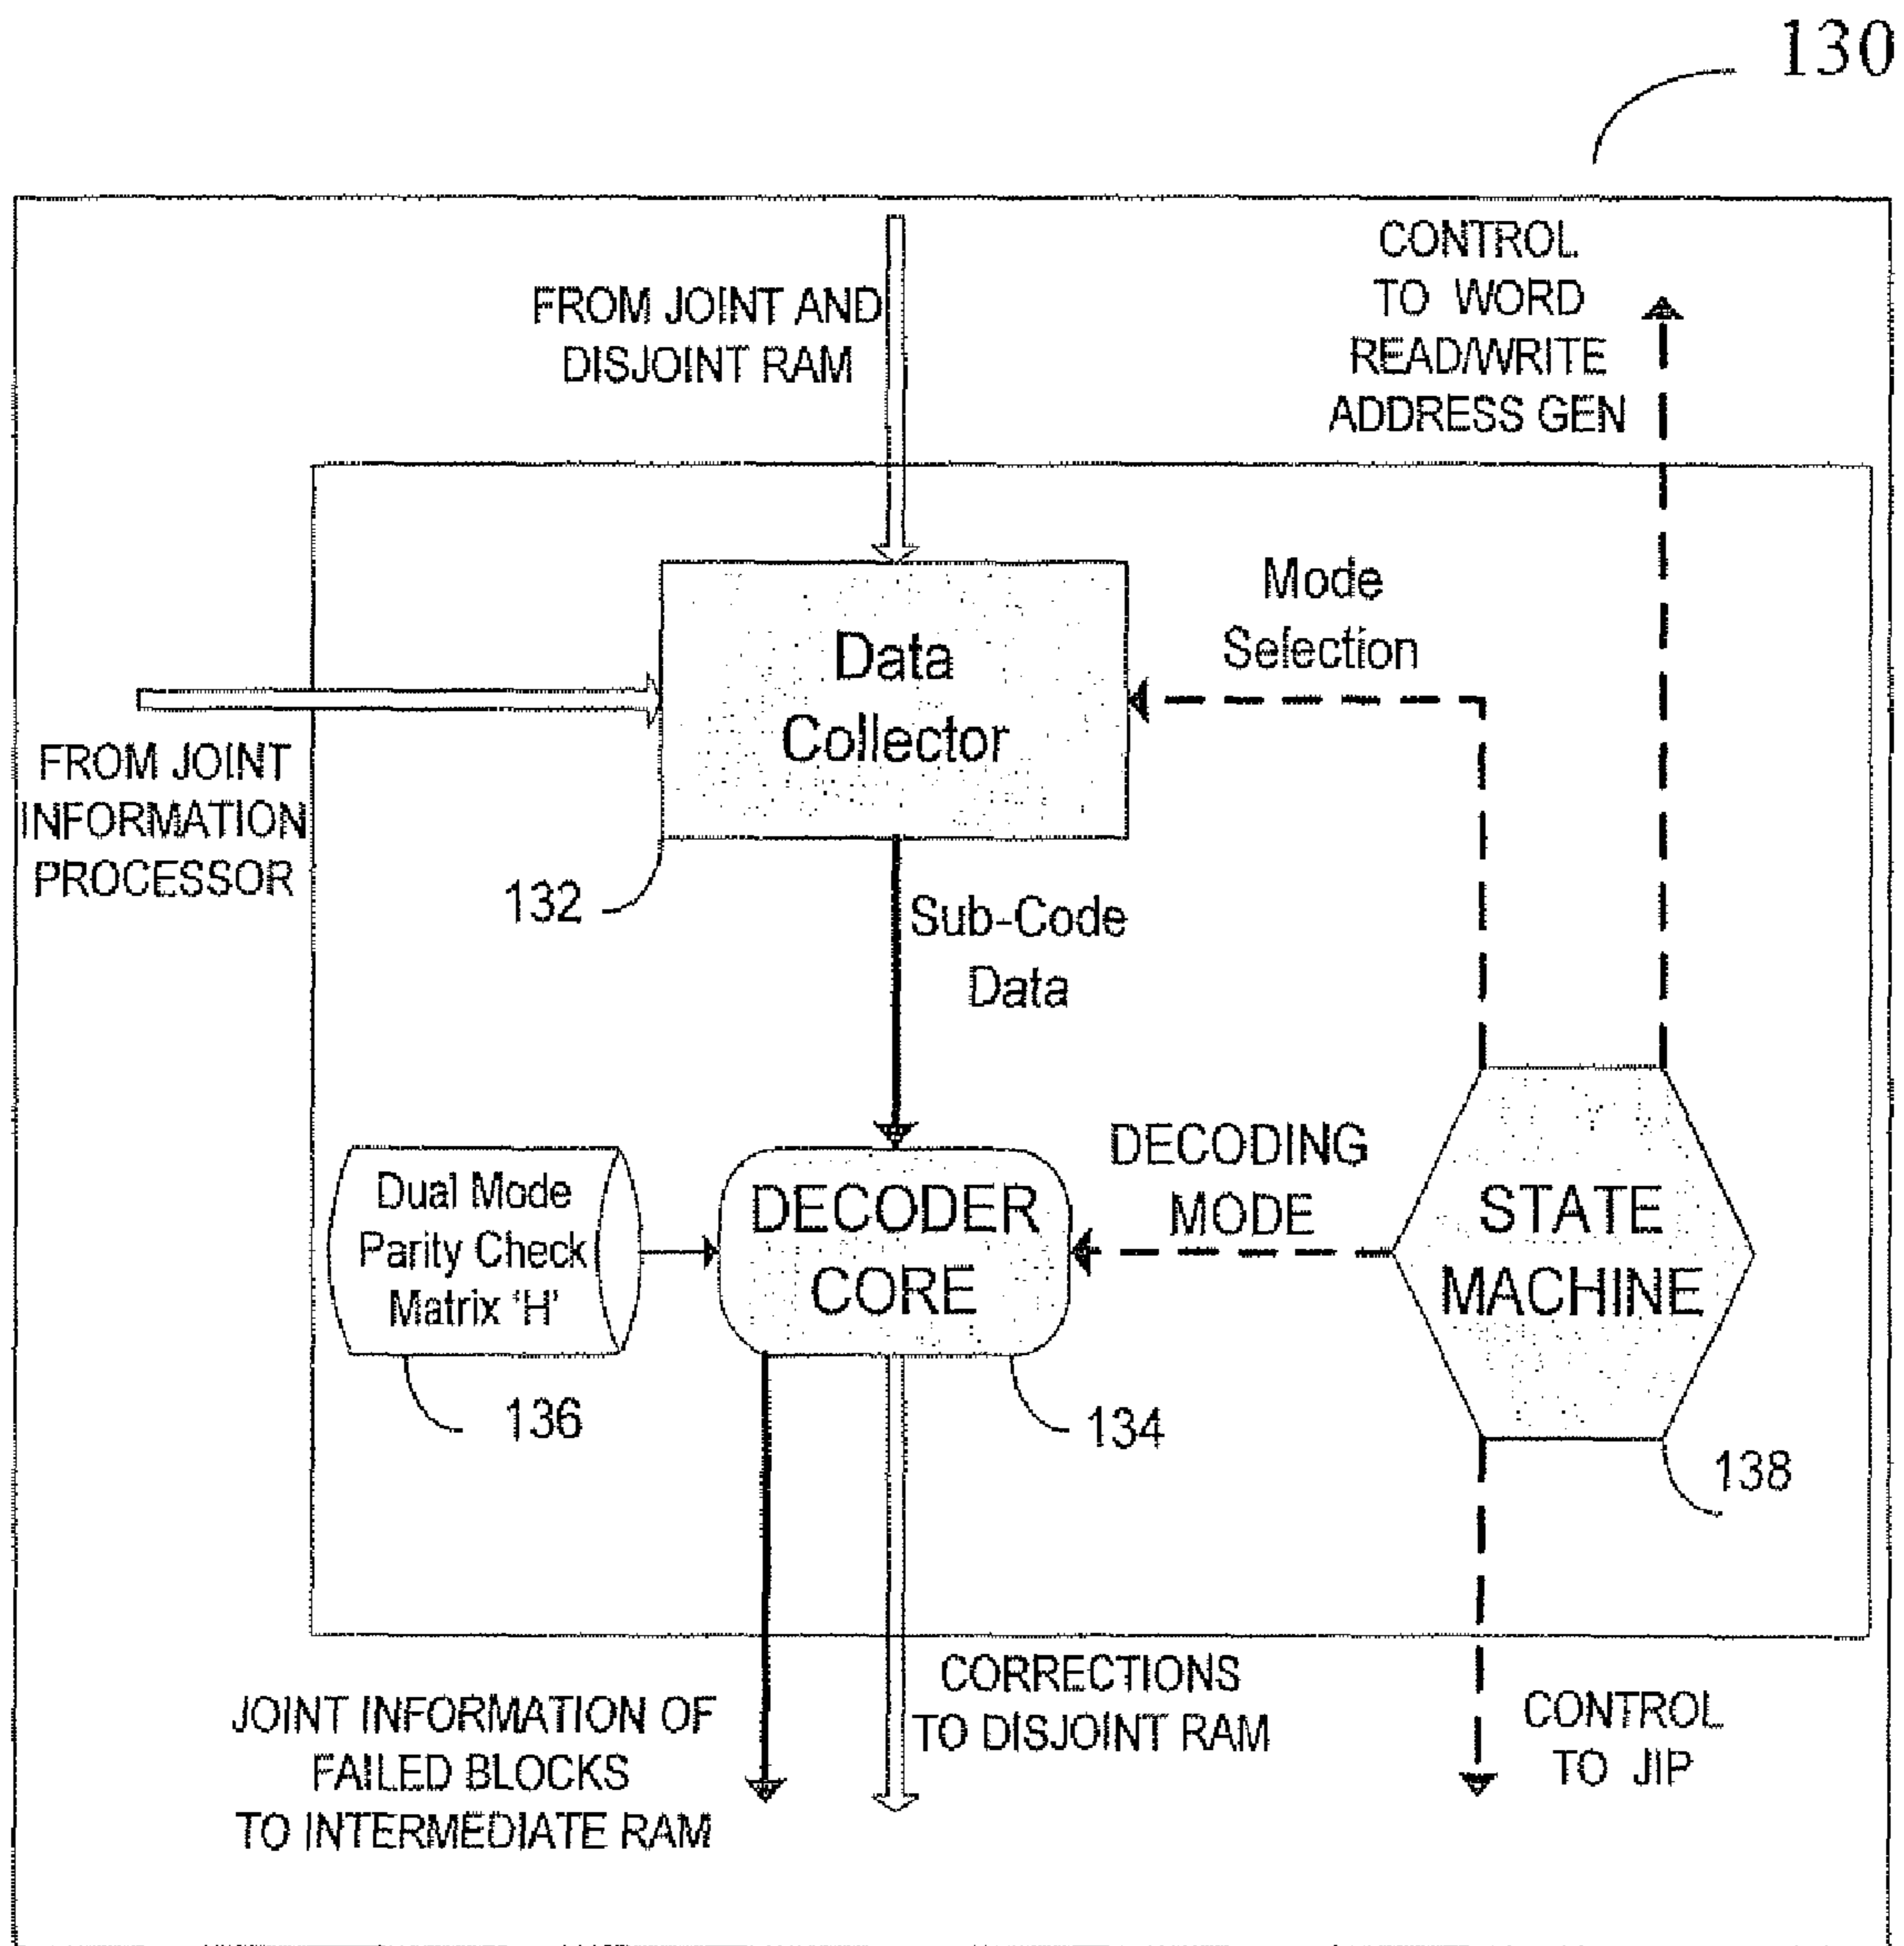 130
CONTROL
TO WORD
READ/WRITE
ADDRESS GEN
FROM JOINT AND
DISJOINT RAM
Mode
Selection
Data
Collector
FROM JOINT
INFORMATION
PROCESSOR
132
Sub-Code
Data
DECODING
MODE
Dual Mode
Parity Check
Matrix 'H'
DECODER
CORE
STATE
MACHINE
136
134
138
JOINT INFORMATION OF
FAILED BLOCKS
TO INTERMEDIATE RAM
CORRECTIONS
TO DISJOINT RAM
CONTROL
TO JIP